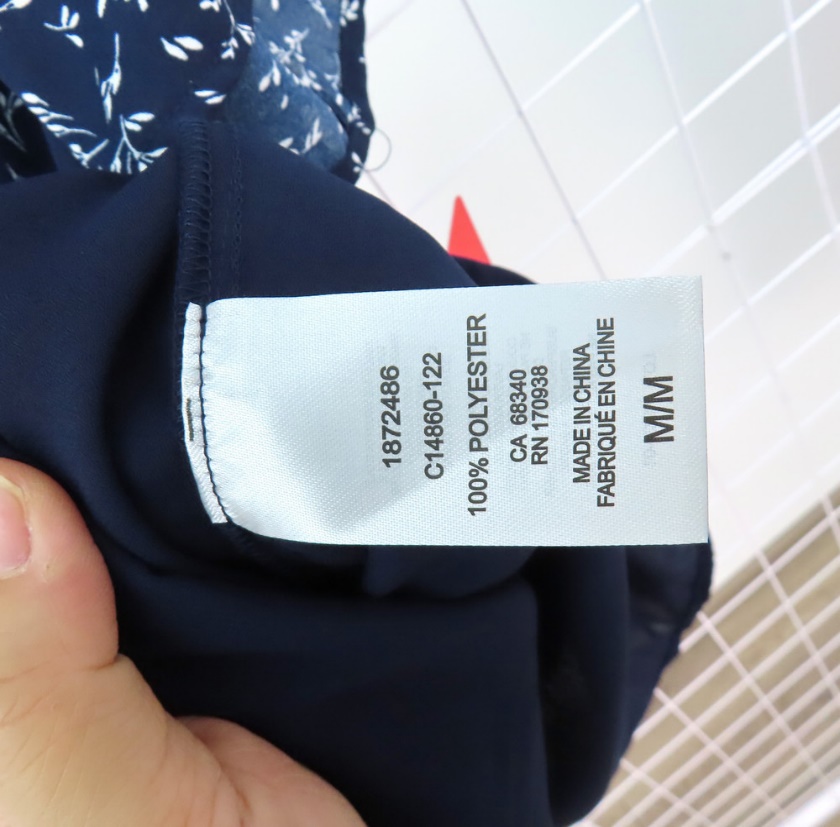 1872486
C14860-122
100% POLYESTER
CA 68340
RN 170938
MADE IN CHINA
FABRIQUÉ EN CHINE
M/M